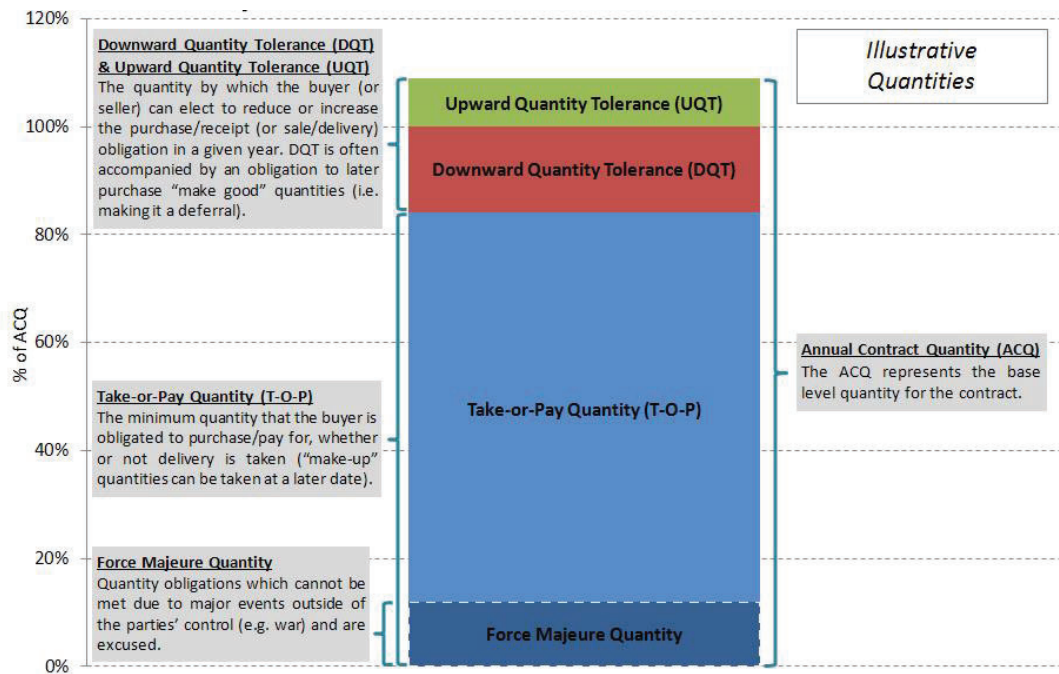 120%
Downward Quantity Tolerance (DQT)
& Upward Quantity Tolerance (UQT)
The quantity by which the buyer (or
seller) can elect to reduce or increase
the purchase/receipt (or sale/delivery)
obligation in a given year. DQT is often
accompanied by an obligation to later
purchase “make good” quantities (i.e.
making it a deferral).
Illustrative
Quantities
Upward Quantity Tolerance (UQT)
100%
Downward Quantity Tolerance (DQT)
80%
60%
% of ACQ
Annual Contract Quantity (ACQ)
The ACQ represents the base
level quantity for the contract.
Take-or-Pay Quantity (T-O-P)
The minimum quantity that the buyer is
obligated to purchase/pay for, whether
or not delivery is taken (“make-up”
quantities can be taken at a later date).
Take-or-Pay Quantity (T-O-P)
40%
20%
Force Majeure Quantity
Quantity obligations which cannot be
met due to major events outside of
the parties’ control (e.g. war) and are
excused.
Force Majeure Quantity
0%